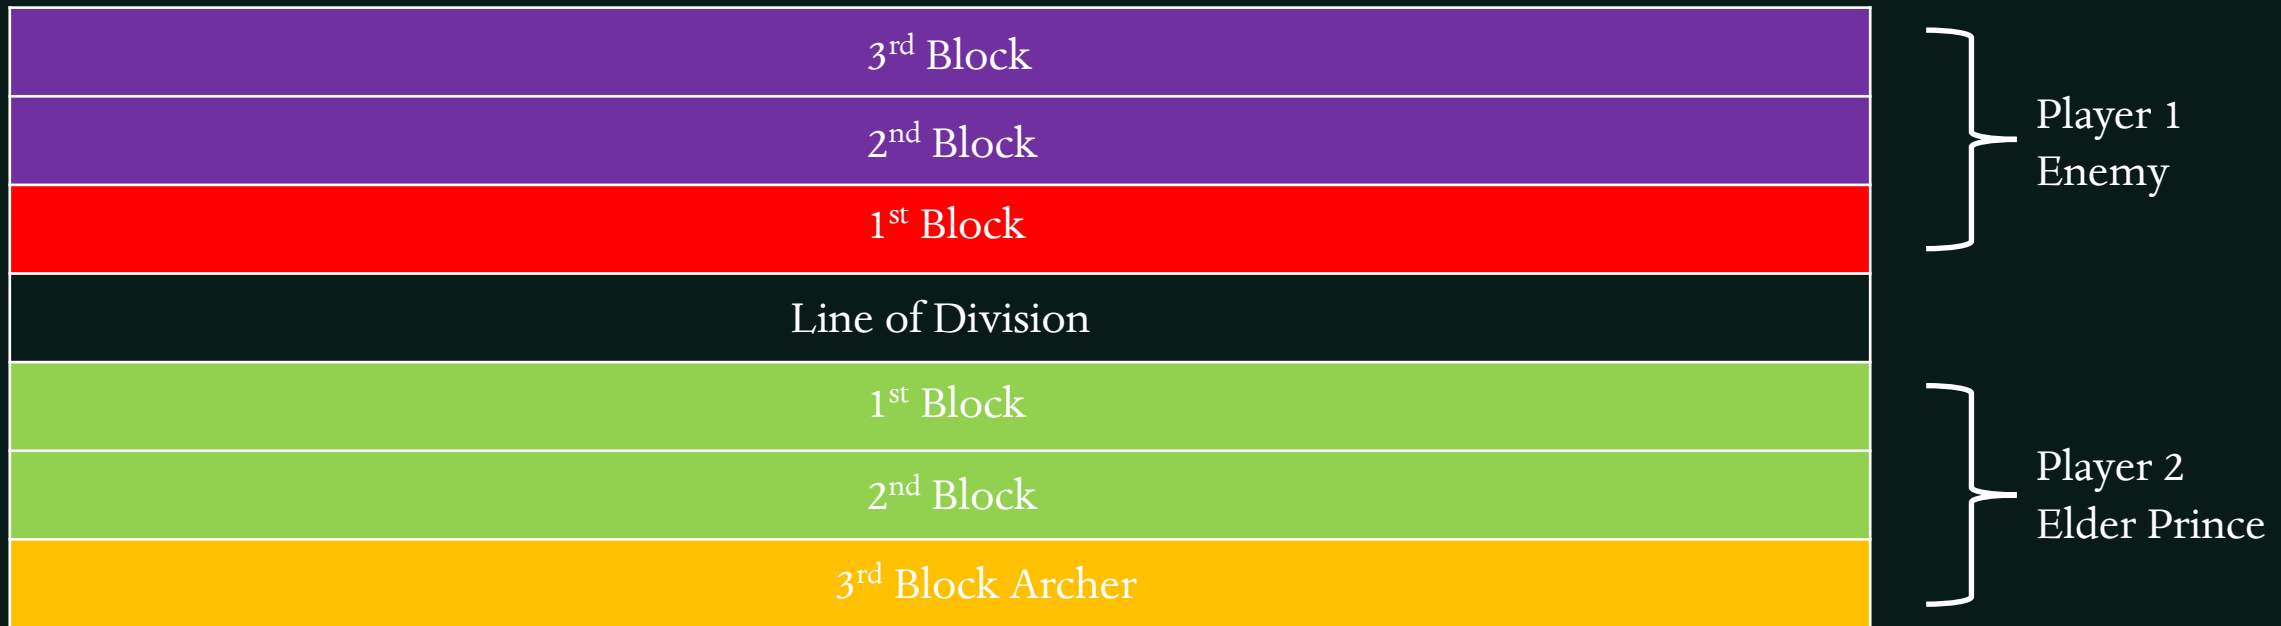 3rd Block
2nd Block
1st Block
Player 1
Enemy
Line of Division
1st Block
2nd Block
3rd Block Archer
Player 2
Elder Prince